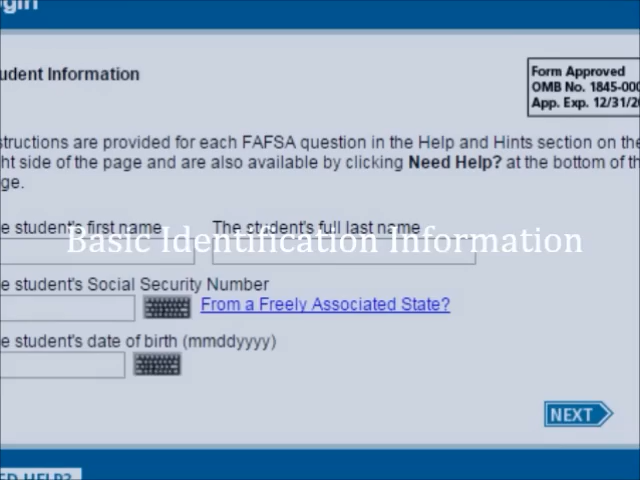 gin
udent Information
Form Approved
OMB No. 1845-000
App. Exp. 12/31/20
structions are provided for each FAFSA question in the Help and Hints section on the
ht side of the page and are also available by clicking Need Help? at the bottom of th
ge.
e student's first name
The student's full last name
Basic Identification Information
e student's Social Security Number
From a Freely Associated State?
e student's date of birth (mmddyyyy)
NEXT
ED HELP?